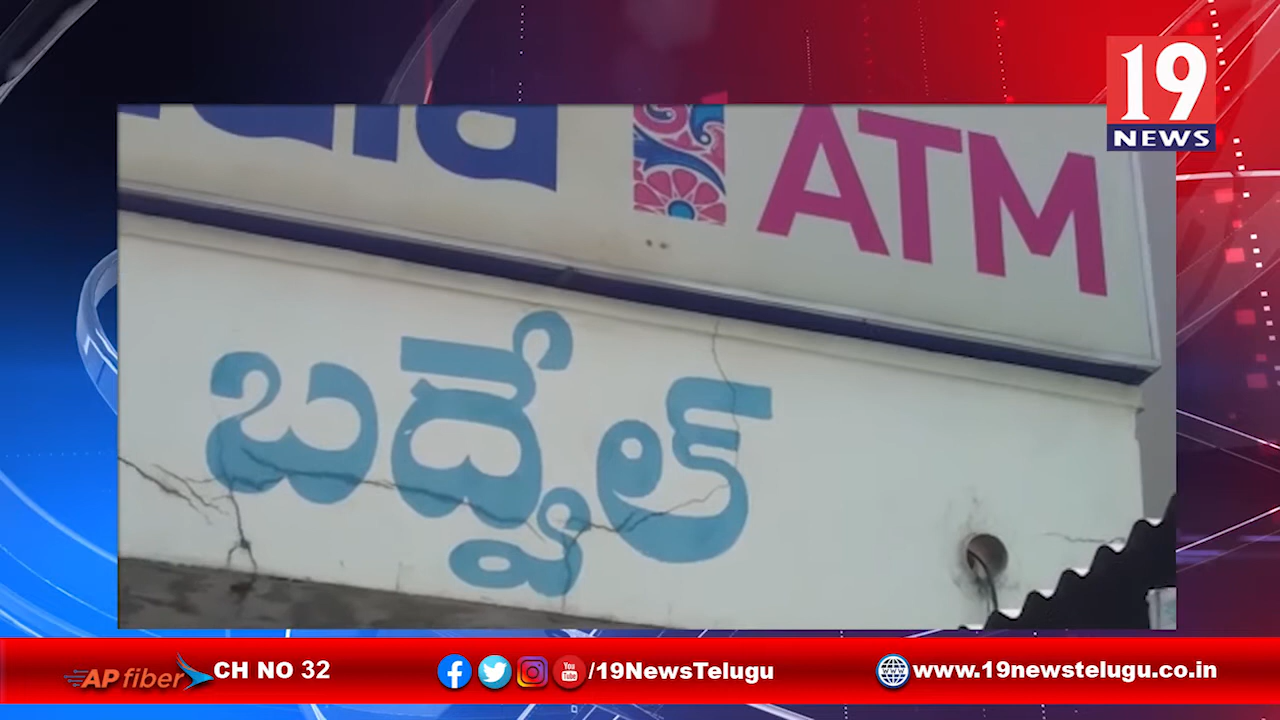 19
NEWS
ATM
బద్వేల్
AP fiber CH NO 32
/19NewsTelugu
www.19newstelugu.co.in